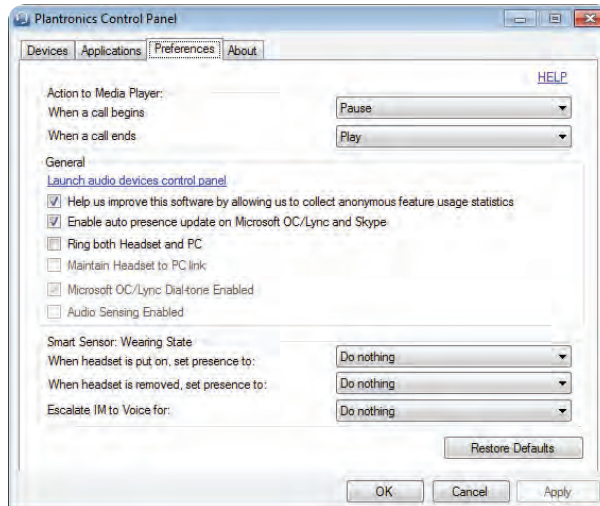 Plantronics Control Panel
Devices Applications Preferences About
HELP
Action to Media Player:
When a call begins Pause
When a call ends Play
General
Launch audio devices control panel
Help us improve this software by allowing us to collect anonymous feature usage statistics
Enable auto presence update on Microsoft OC/Lync and Skype
Ring both Headset and PC
Maintain Headset to PC link
Microsoft OC/Lync Dial-tone Enabled
Audio Sensing Enabled
Smart Sensor: Wearing State
When headset is put on, set presence to: Do nothing
When headset is removed, set presence to: Do nothing
Escalate IM to Voice for: Do nothing
Restore Defaults
OK Cancel Apply